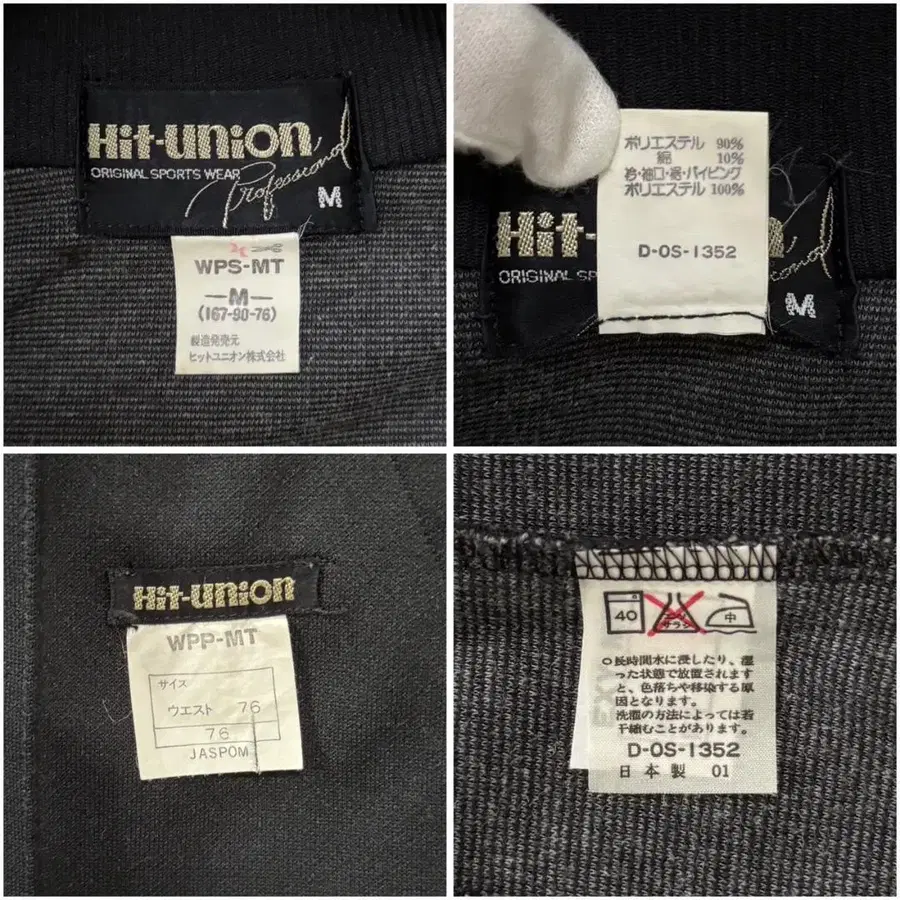 Hit-union
ORIGINAL SPORTS WEAR
Professional
M
WPS-MT
—M—
(167-90-76)
製造発売元
ヒットユニオン株式会社
ポリエステル 90%
綿 10%
衿・袖口・裾・パイピング
ポリエステル 100%
D-OS-1352
Hit-union
ORIGINAL SP
M
Hit-union
WPP-MT
サイズ
ウエスト 76
76
JASPOM
40
エンソサラシ
中
○長時間水に浸したり、湿
った状態で放置されます
と、色落ちや移染する原
因となります。
洗濯の方法によっては若
干縮むことがあります。
D-OS-1352
日本製 01